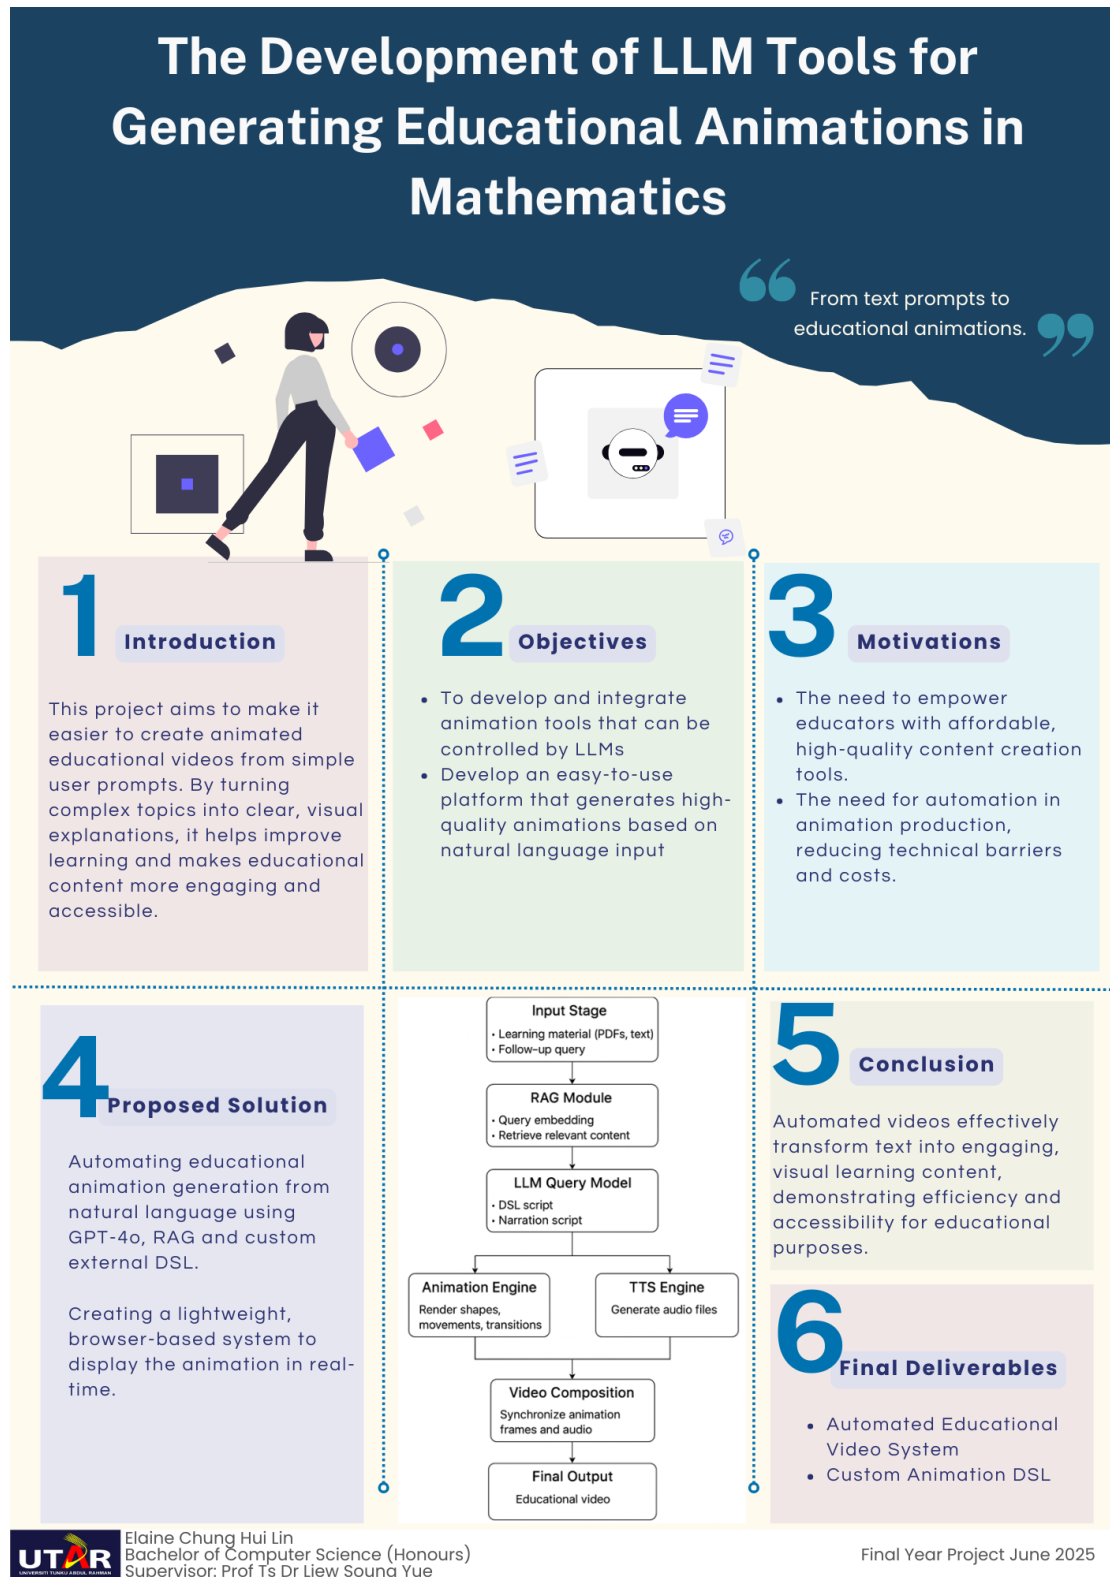 The Development of LLM Tools for
Generating Educational Animations in
Mathematics
From text prompts to
educational animations.
1
Introduction
This project aims to make it
easier to create animated
educational videos from simple
user prompts. By turning
complex topics into clear, visual
explanations, it helps improve
learning and makes educational
content more engaging and
accessible.
2
Objectives
• To develop and integrate
animation tools that can be
controlled by LLMs
• Develop an easy-to-use
platform that generates high-
quality animations based on
natural language input
3
Motivations
• The need to empower
educators with affordable,
high-quality content creation
tools.
• The need for automation in
animation production,
reducing technical barriers
and costs.
4
Proposed Solution
Automating educational
animation generation from
natural language using
GPT-4o, RAG and custom
external DSL.
Creating a lightweight,
browser-based system to
display the animation in real-
time.
Input Stage
• Learning material (PDFs, text)
• Follow-up query
RAG Module
• Query embedding
• Retrieve relevant content
LLM Query Model
• DSL script
• Narration script
Animation Engine
Render shapes,
movements, transitions
TTS Engine
Generate audio files
Video Composition
Synchronize animation
frames and audio
Final Output
Educational video
5
Conclusion
Automated videos effectively
transform text into engaging,
visual learning content,
demonstrating efficiency and
accessibility for educational
purposes.
6
Final Deliverables
• Automated Educational
Video System
• Custom Animation DSL
UTAR
UNIVERSITI TUNKU ABDUL RAHMAN
Elaine Chung Hui Lin
Bachelor of Computer Science (Honours)
Supervisor: Prof Ts Dr Liew Soung Yue
Final Year Project June 2025